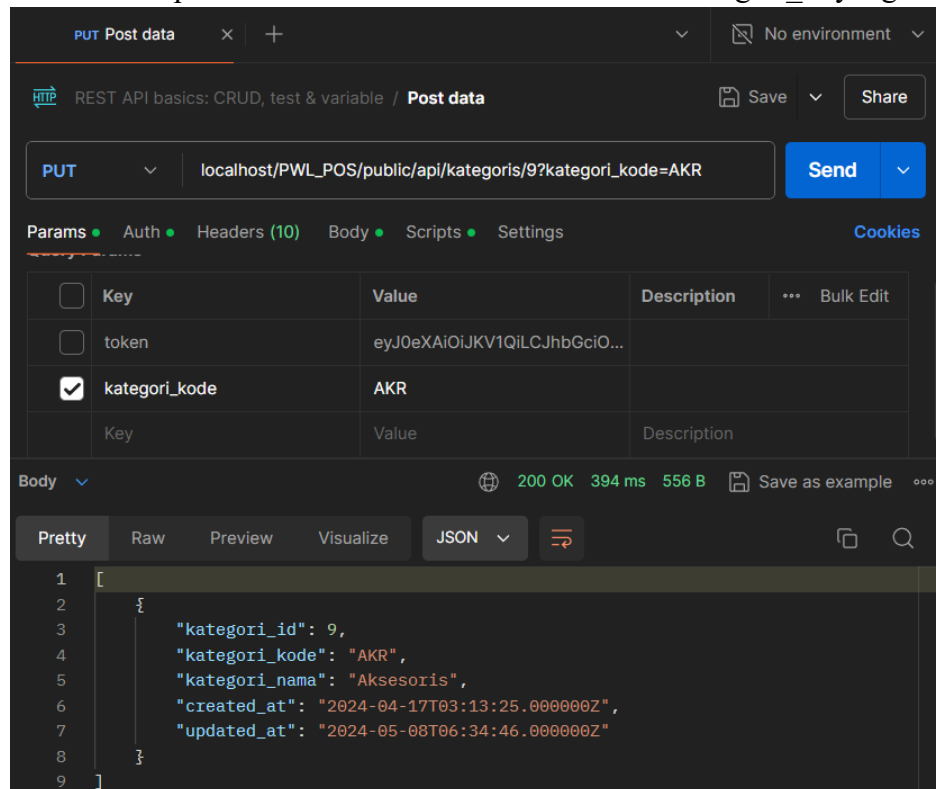 PUT Post data × +
No environment
HTTP REST API basics: CRUD, test & variable / Post data
Save
Share
PUT
localhost/PWL_POS/public/api/kategoris/9?kategori_kode=AKR
Send
Params Auth Headers (10) Body Scripts Settings
Cookies
Key Value Description Bulk Edit
token eyJ0eXAiOiJKV1QiLCJhbGciO...
kategori_kode AKR
Key Value Description
Body
200 OK 394 ms 556 B Save as example
Pretty Raw Preview Visualize JSON
1 [
2 {
3 "kategori_id": 9,
4 "kategori_kode": "AKR",
5 "kategori_nama": "Aksesoris",
6 "created_at": "2024-04-17T03:13:25.000000Z",
7 "updated_at": "2024-05-08T06:34:46.000000Z"
8 }
9 ]